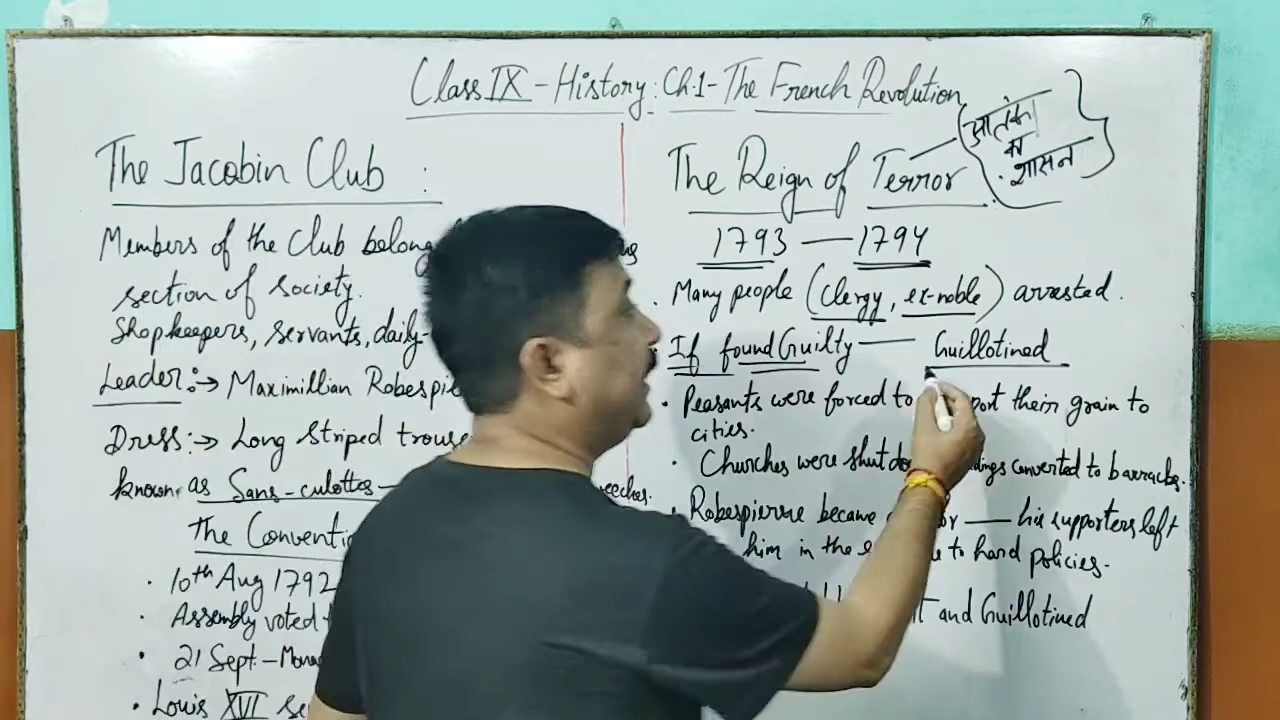 Class IX - History : Ch.1 - The French Revolution
The Jacobin Club :
Members of the Club belong
section of society.
Shopkeepers, servants, daily-
Leader :→ Maximillian Robespie
Dress :→ Long striped trouse
known as Sans-culottes - eeches.
The Conventi
· 10th Aug 1792
Assembly voted
· 21 Sept. - Mona
· Louis XVI se
The Reign of Terror
आतंक
का
शासन
1793 — 1794
· Many people (Clergy, ex-noble) arrested.
· If found Guilty — Guillotined
· Peasants were forced to port their grain to
cities.
· Churches were shut do dings converted to barracks.
· Robespierre became or — his supporters left
him in the e e to hard policies.
t and Guillotined